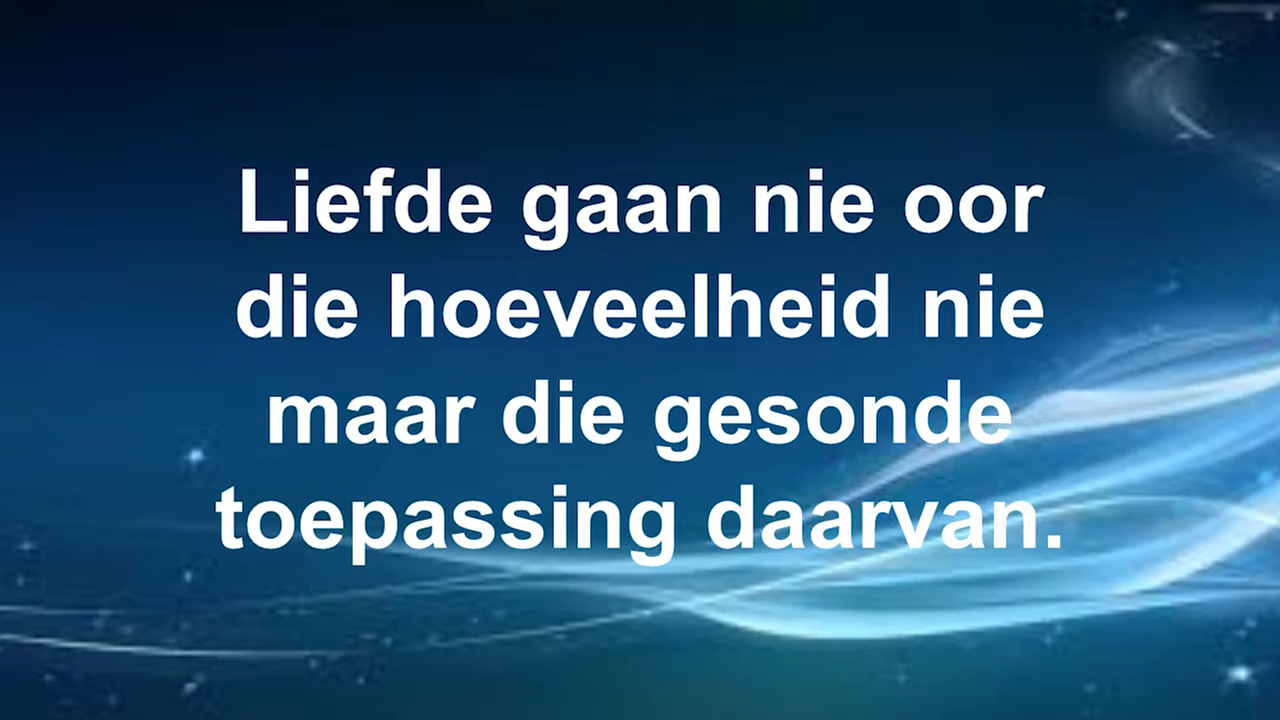 Liefde gaan nie oor
die hoeveelheid nie
maar die gesonde
toepassing daarvan.